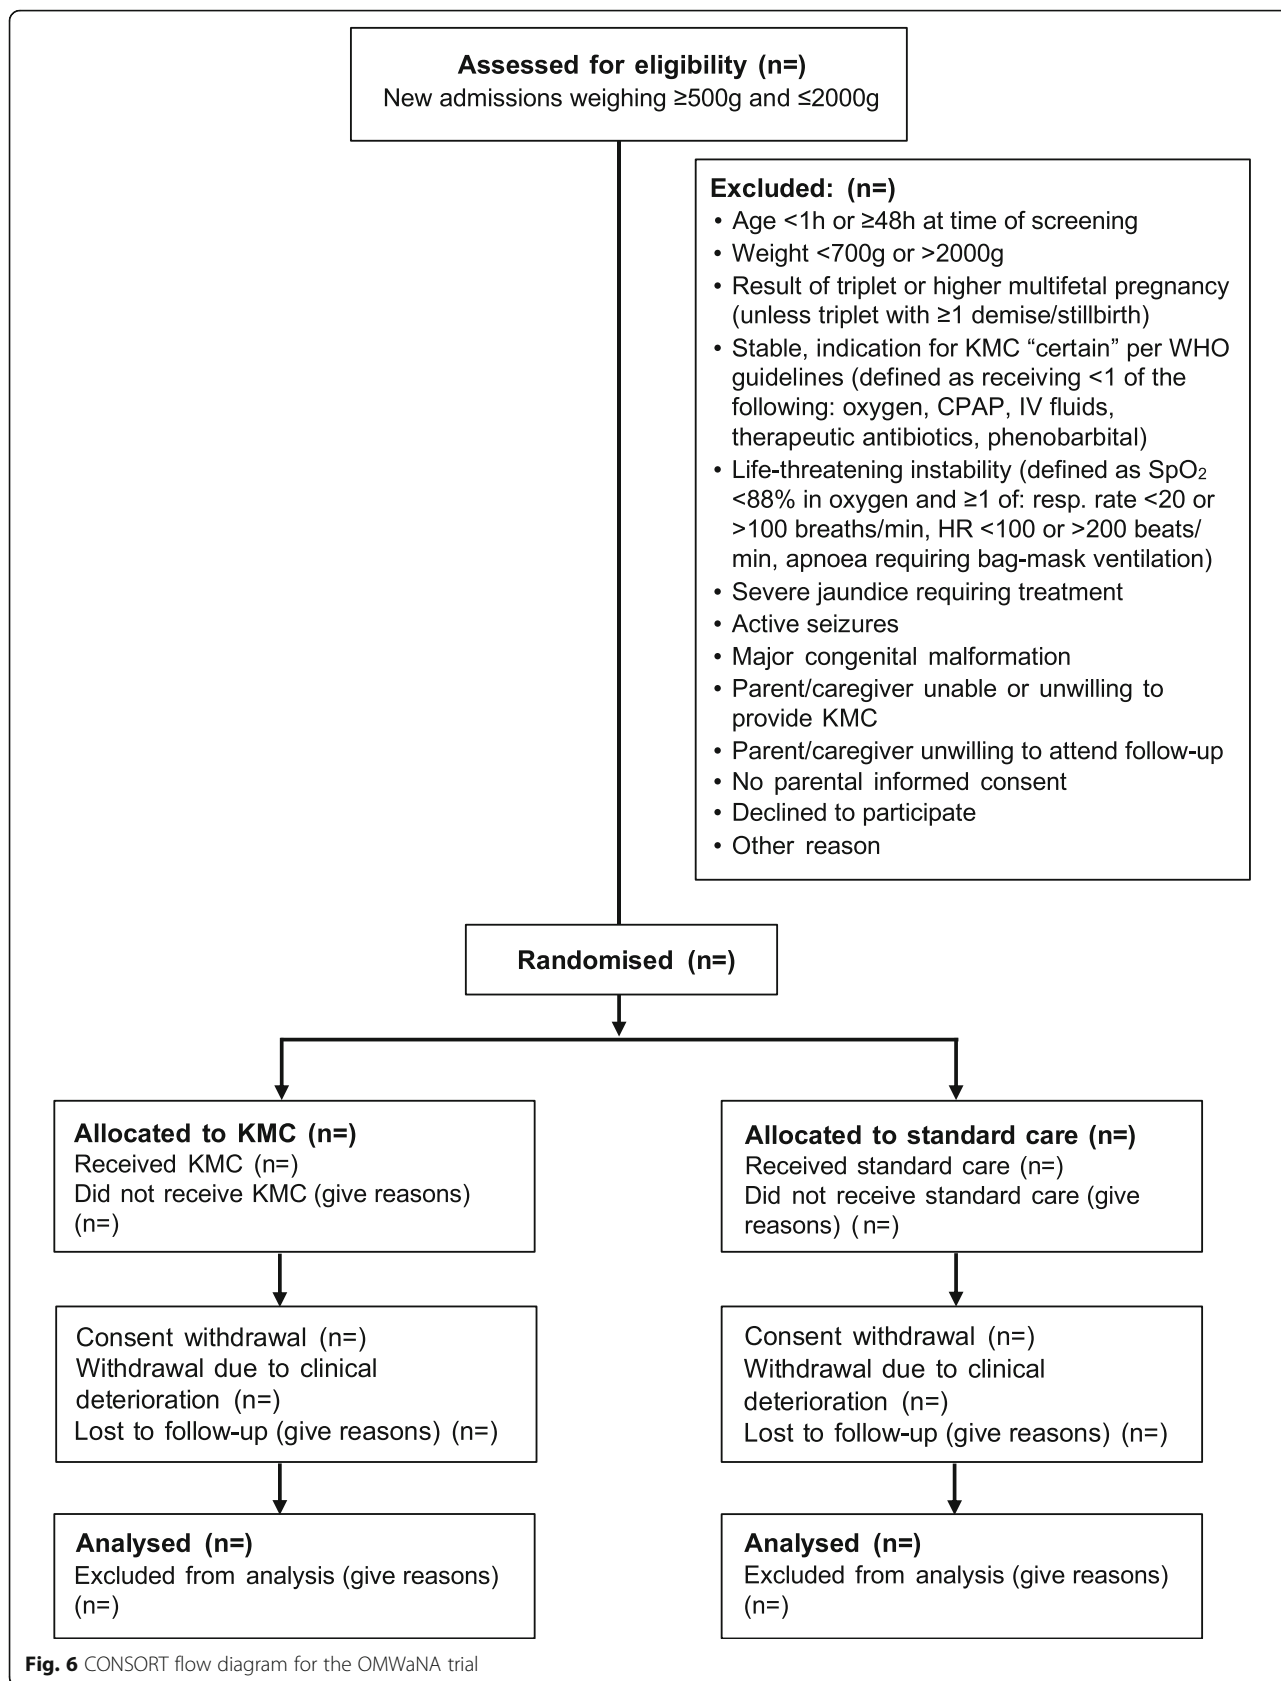 Assessed for eligibility (n=)
New admissions weighing ≥500g and ≤2000g
Excluded: (n=)
• Age <1h or ≥48h at time of screening
• Weight <700g or >2000g
• Result of triplet or higher multifetal pregnancy
(unless triplet with ≥1 demise/stillbirth)
• Stable, indication for KMC “certain” per WHO
guidelines (defined as receiving <1 of the
following: oxygen, CPAP, IV fluids,
therapeutic antibiotics, phenobarbital)
• Life-threatening instability (defined as SpO₂
<88% in oxygen and ≥1 of: resp. rate <20 or
>100 breaths/min, HR <100 or >200 beats/
min, apnoea requiring bag-mask ventilation)
• Severe jaundice requiring treatment
• Active seizures
• Major congenital malformation
• Parent/caregiver unable or unwilling to
provide KMC
• Parent/caregiver unwilling to attend follow-up
• No parental informed consent
• Declined to participate
• Other reason
Randomised (n=)
Allocated to KMC (n=)
Received KMC (n=)
Did not receive KMC (give reasons)
(n=)
Allocated to standard care (n=)
Received standard care (n=)
Did not receive standard care (give
reasons) (n=)
Consent withdrawal (n=)
Withdrawal due to clinical
deterioration (n=)
Lost to follow-up (give reasons) (n=)
Consent withdrawal (n=)
Withdrawal due to clinical
deterioration (n=)
Lost to follow-up (give reasons) (n=)
Analysed (n=)
Excluded from analysis (give reasons)
(n=)
Analysed (n=)
Excluded from analysis (give reasons)
(n=)
Fig. 6 CONSORT flow diagram for the OMWaNA trial